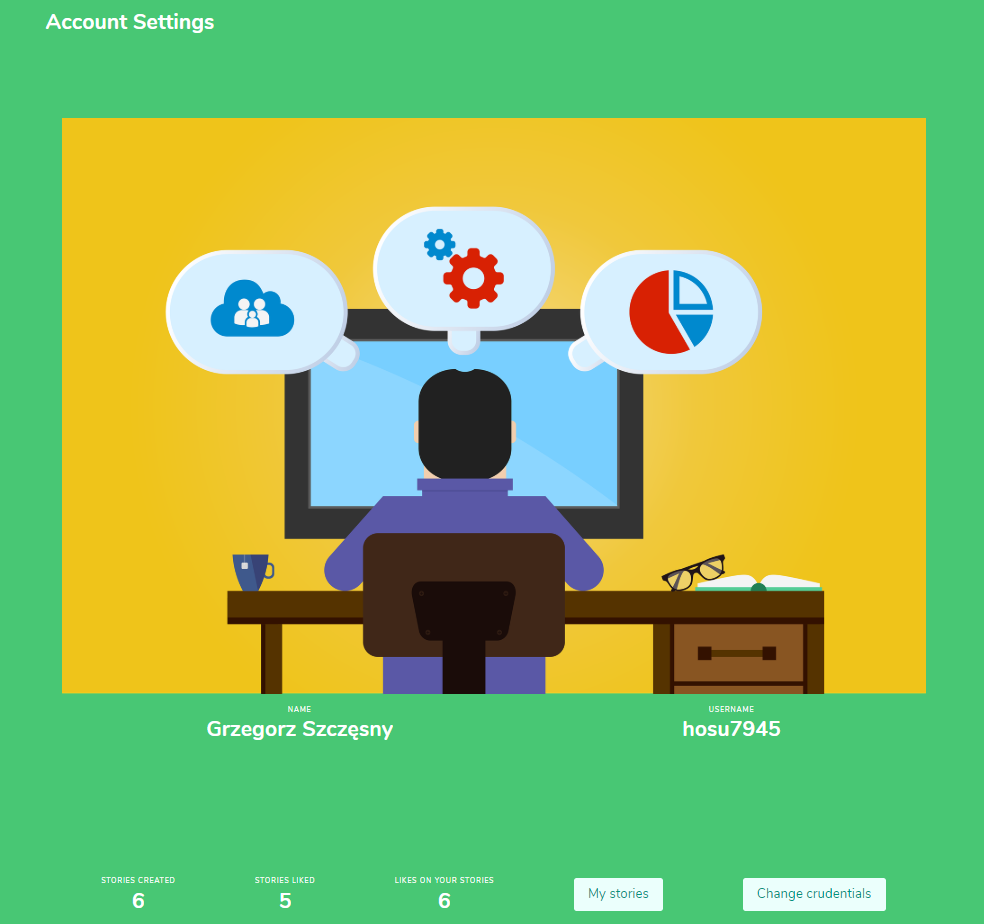 Account Settings
NAME
Grzegorz Szczęsny
USERNAME
hosu7945
STORIES CREATED
6
STORIES LIKED
5
LIKES ON YOUR STORIES
6
My stories
Change crudentials